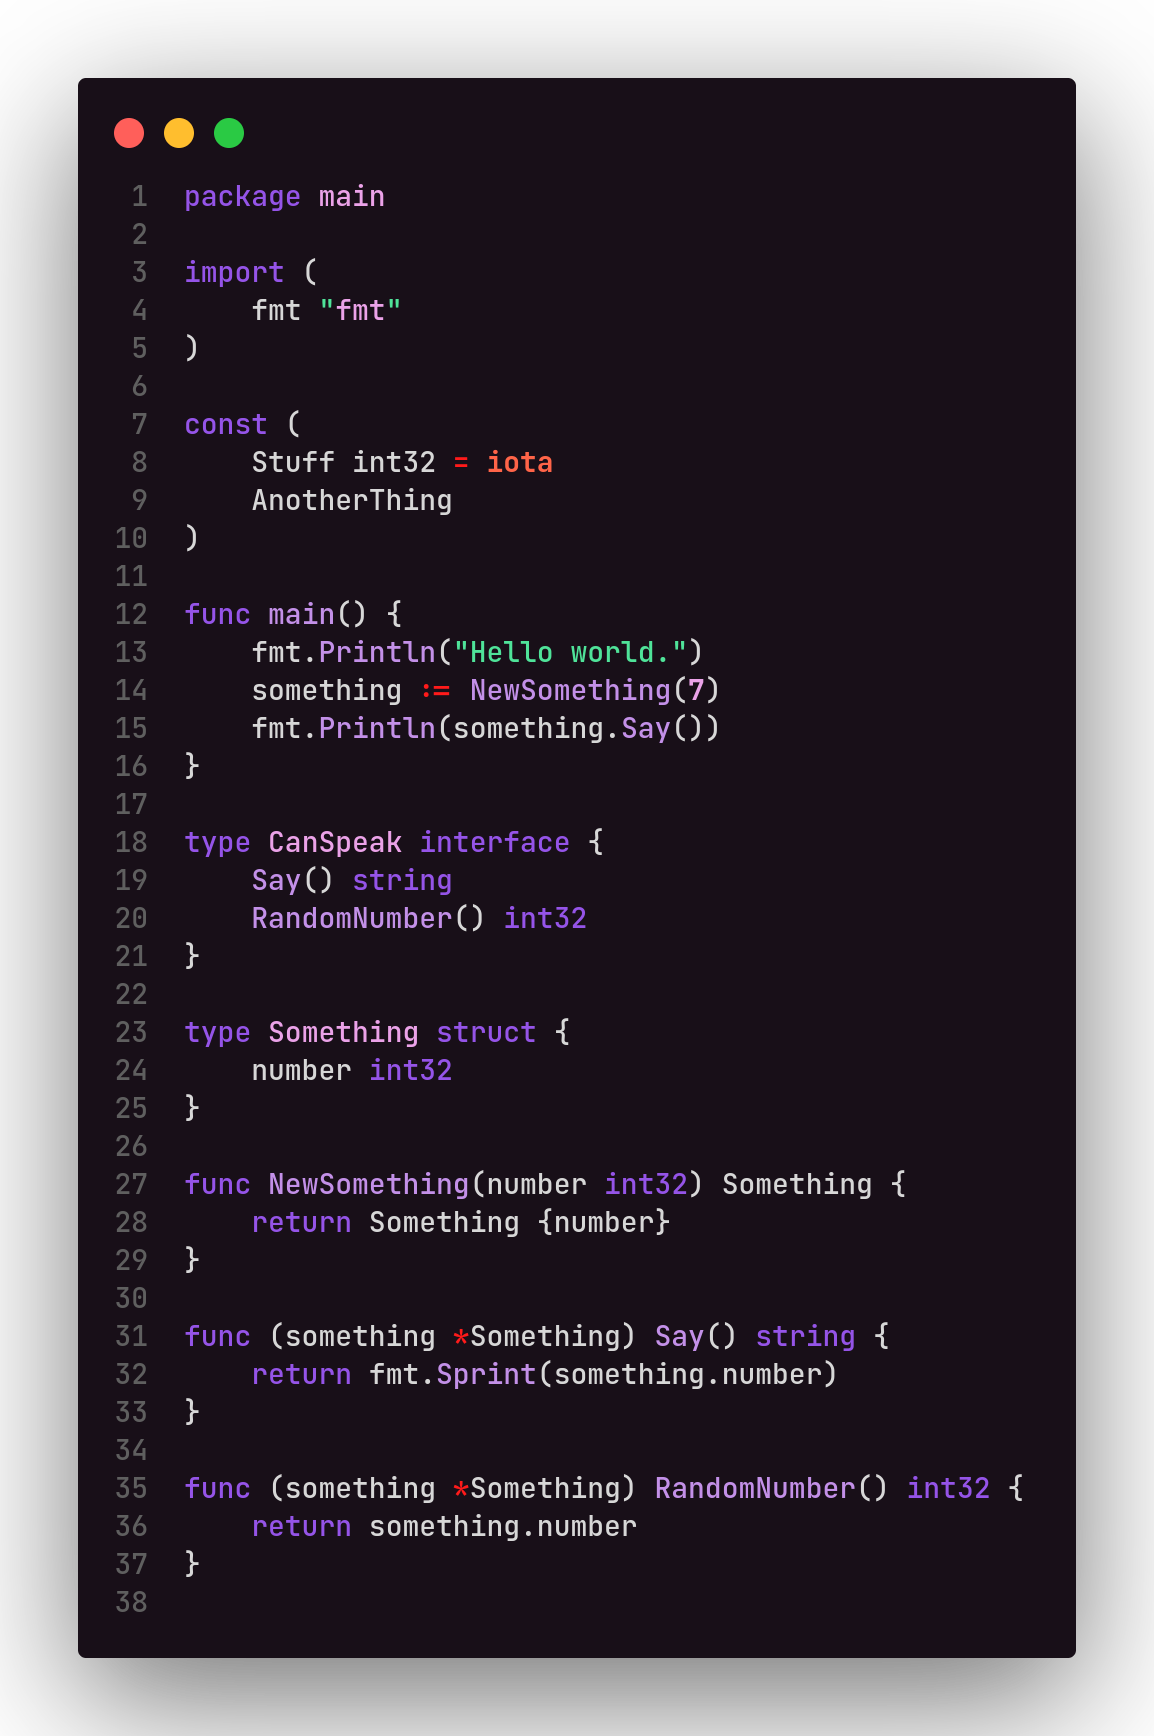 1 package main
2
3 import (
4     fmt "fmt"
5 )
6
7 const (
8     Stuff int32 = iota
9     AnotherThing
10 )
11
12 func main() {
13     fmt.Println("Hello world.")
14     something := NewSomething(7)
15     fmt.Println(something.Say())
16 }
17
18 type CanSpeak interface {
19     Say() string
20     RandomNumber() int32
21 }
22
23 type Something struct {
24     number int32
25 }
26
27 func NewSomething(number int32) Something {
28     return Something {number}
29 }
30
31 func (something *Something) Say() string {
32     return fmt.Sprint(something.number)
33 }
34
35 func (something *Something) RandomNumber() int32 {
36     return something.number
37 }
38